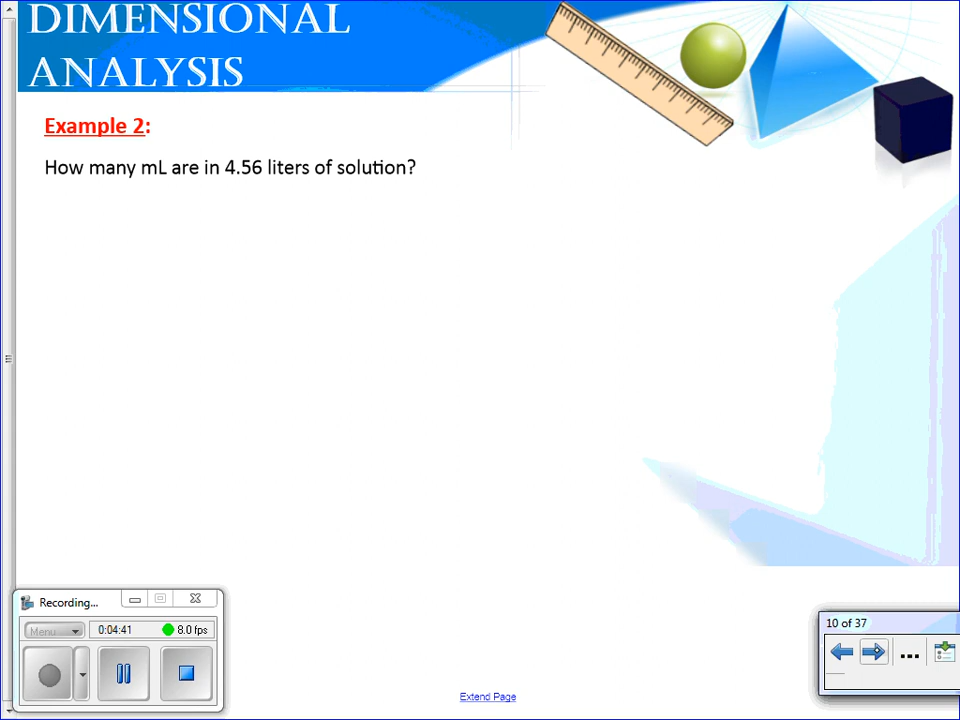 DIMENSIONAL
ANALYSIS
Example 2:
How many mL are in 4.56 liters of solution?
Recording...
Menu
0:04:41
8.0 fps
10 of 37
...
Extend Page